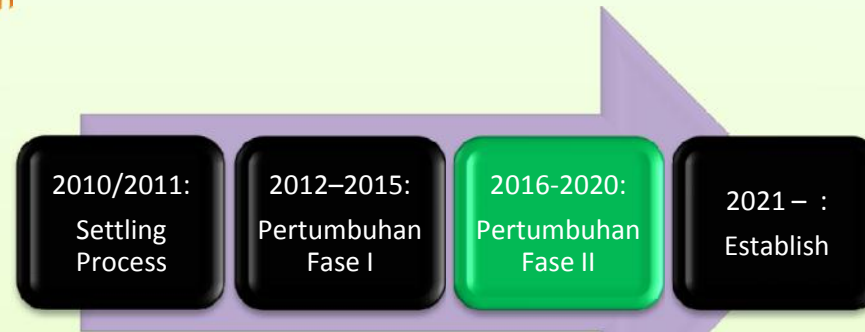 2010/2011:
Settling
Process
2012–2015:
Pertumbuhan
Fase I
2016-2020:
Pertumbuhan
Fase II
2021 – :
Establish